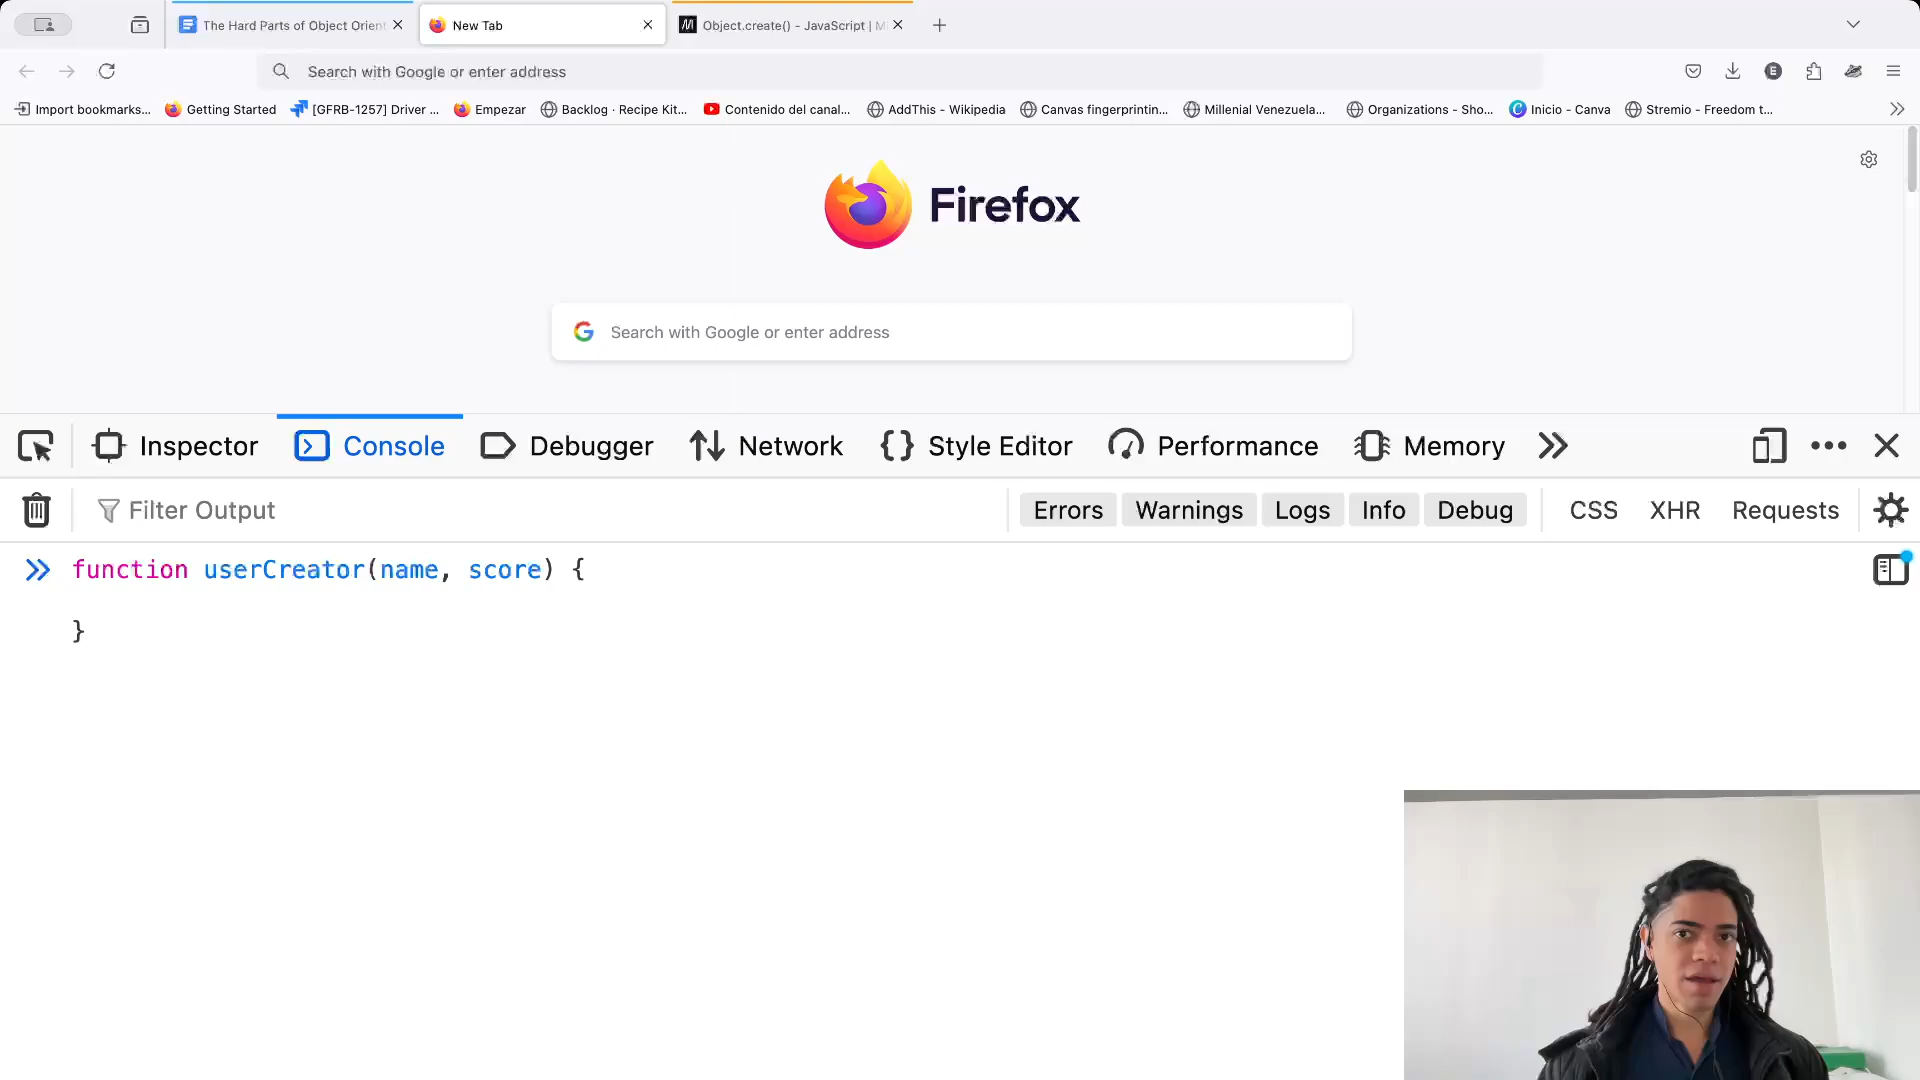 The Hard Parts of Object Orient
New Tab
Object.create() - JavaScript | M
Search with Google or enter address
E
Import bookmarks...
Getting Started
[GFRB-1257] Driver ...
Empezar
Backlog · Recipe Kit...
Contenido del canal...
AddThis - Wikipedia
Canvas fingerprintin...
Millenial Venezuela...
Organizations - Sho...
Inicio - Canva
Stremio - Freedom t...
Firefox
Search with Google or enter address
Inspector
Console
Debugger
Network
Style Editor
Performance
Memory
Filter Output
Errors
Warnings
Logs
Info
Debug
CSS
XHR
Requests
function userCreator(name, score) {
}